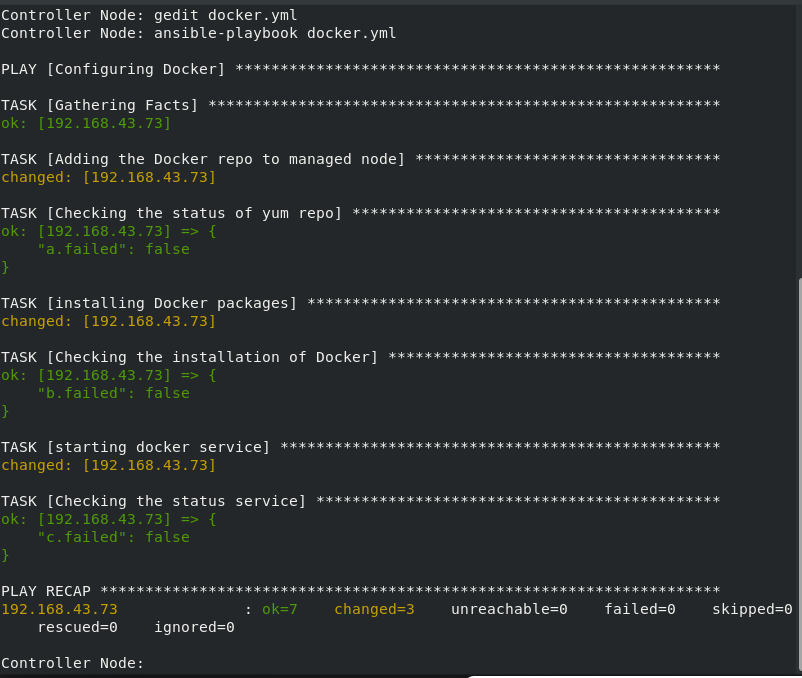 Controller Node: gedit docker.yml
Controller Node: ansible-playbook docker.yml
PLAY [Configuring Docker] ******************************************************
TASK [Gathering Facts] *********************************************************
ok: [192.168.43.73]
TASK [Adding the Docker repo to managed node] **********************************
changed: [192.168.43.73]
TASK [Checking the status of yum repo] *****************************************
ok: [192.168.43.73] => {
    "a.failed": false
}
TASK [installing Docker packages] **********************************************
changed: [192.168.43.73]
TASK [Checking the installation of Docker] *************************************
ok: [192.168.43.73] => {
    "b.failed": false
}
TASK [starting docker service] *************************************************
changed: [192.168.43.73]
TASK [Checking the status service] *********************************************
ok: [192.168.43.73] => {
    "c.failed": false
}
PLAY RECAP *********************************************************************
192.168.43.73              : ok=7    changed=3    unreachable=0    failed=0    skipped=0
    rescued=0    ignored=0
Controller Node: